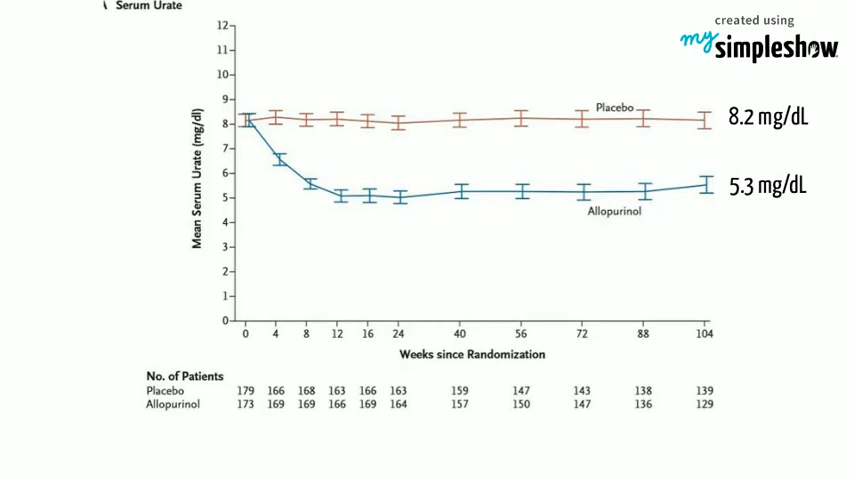 Serum Urate
created using
my simpleshow.
12
11
10
9
8
7
6
5
4
3
2
1
0
Mean Serum Urate (mg/dl)
Placebo
8.2 mg/dL
5.3 mg/dL
Allopurinol
0 4 8 12 16 24 40 56 72 88 104
Weeks since Randomization
No. of Patients
Placebo 179 166 168 163 166 163 159 147 143 138 139
Allopurinol 173 169 169 166 169 164 157 150 147 136 129